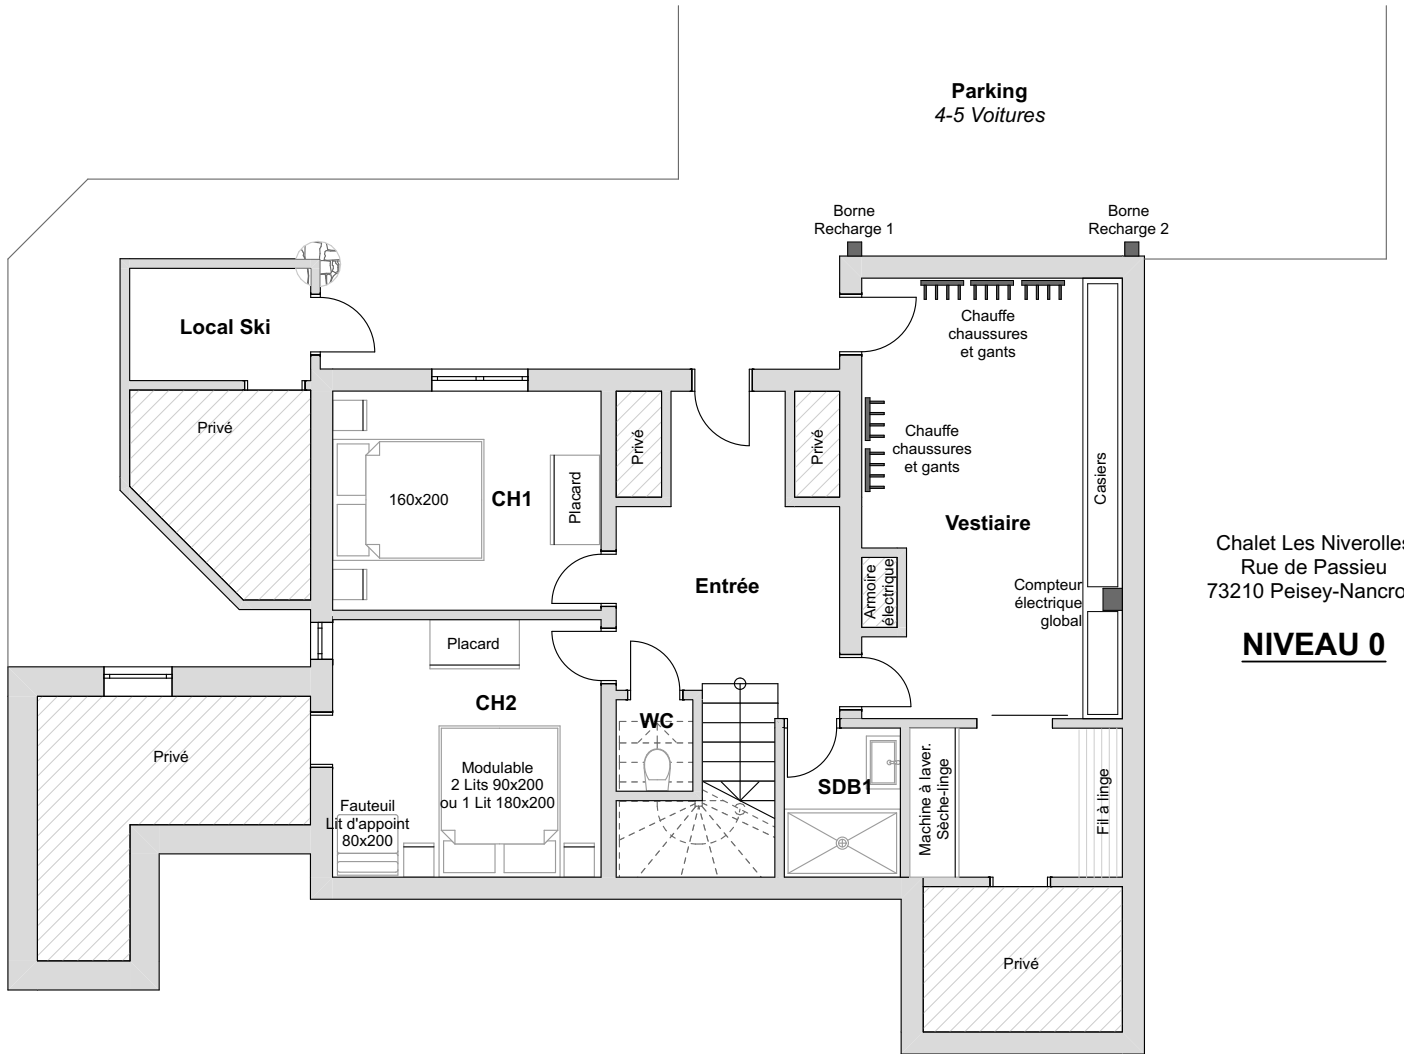 Parking
4-5 Voitures
Borne
Recharge 1
Borne
Recharge 2
Local Ski
Chauffe
chaussures
et gants
Privé
Privé
Privé
Chauffe
chaussures
et gants
160x200
CH1
Placard
Casiers
Vestiaire
Entrée
Armoire
électrique
Compteur
électrique
global
Chalet Les Niverolles
Rue de Passieu
73210 Peisey-Nancro
NIVEAU 0
Placard
CH2
WC
Privé
Modulable
2 Lits 90x200
ou 1 Lit 180x200
Fauteuil
Lit d'appoint
80x200
SDB1
Machine à laver.
Sèche-linge
Fil à linge
Privé